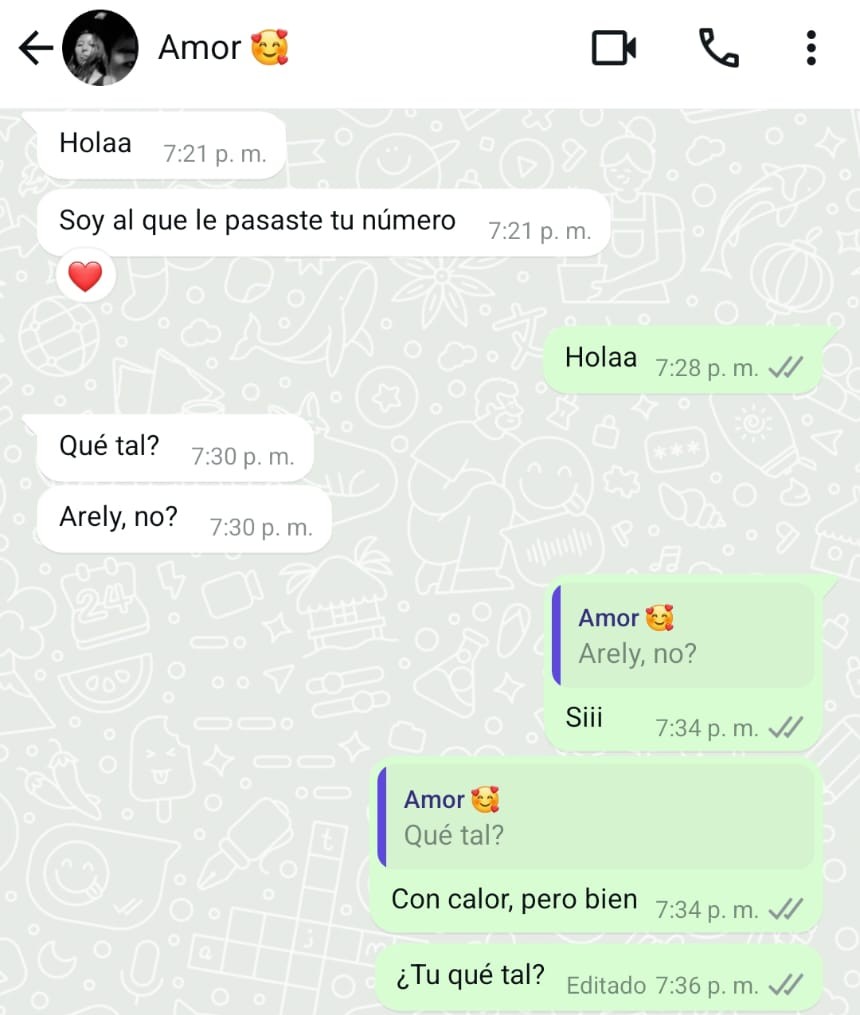 Amor 🥰
Holaa 7:21 p. m.
Soy al que le pasaste tu número 7:21 p. m.
❤️
Holaa 7:28 p. m.
Qué tal? 7:30 p. m.
Arely, no? 7:30 p. m.
Amor 🥰
Arely, no?
Siii 7:34 p. m.
Amor 🥰
Qué tal?
Con calor, pero bien 7:34 p. m.
¿Tu qué tal? Editado 7:36 p. m.